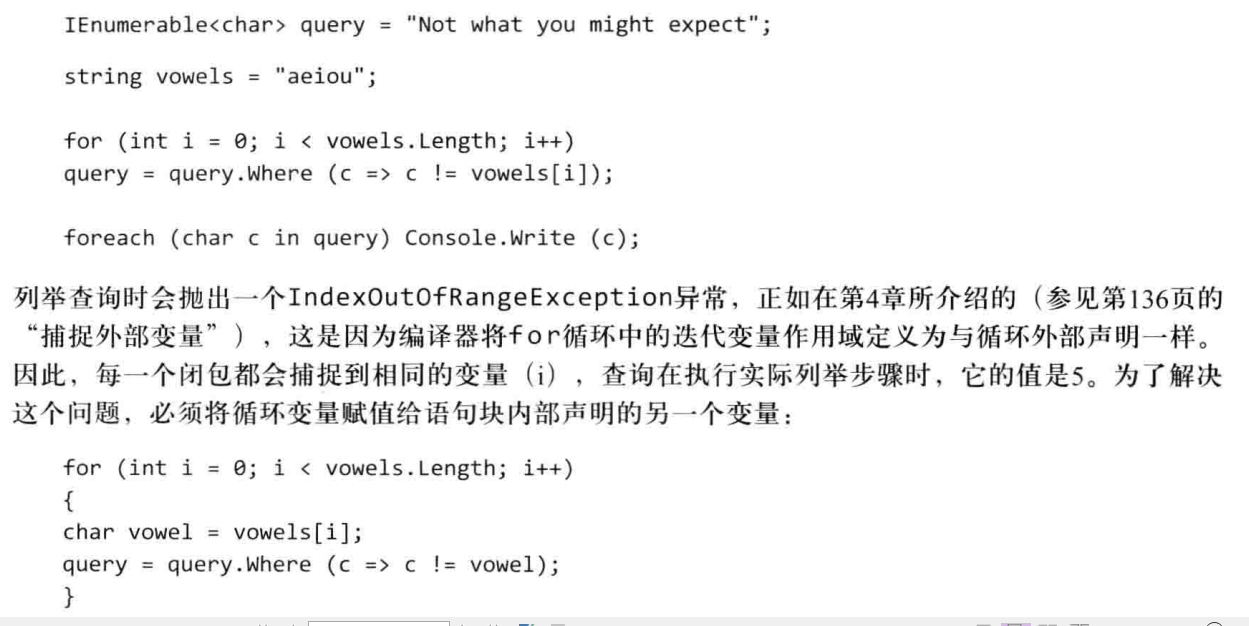 IEnumerable<char> query = "Not what you might expect";
string vowels = "aeiou";
for (int i = 0; i < vowels.Length; i++)
query = query.Where (c => c != vowels[i]);
foreach (char c in query) Console.Write (c);
列举查询时会抛出一个IndexOutOfRangeException异常，正如在第4章所介绍的（参见第136页的
“捕捉外部变量”），这是因为编译器将for循环中的迭代变量作用域定义为与循环外部声明一样。
因此，每一个闭包都会捕捉到相同的变量（i），查询在执行实际列举步骤时，它的值是5。为了解决
这个问题，必须将循环变量赋值给语句块内部声明的另一个变量：
for (int i = 0; i < vowels.Length; i++)
{
char vowel = vowels[i];
query = query.Where (c => c != vowel);
}